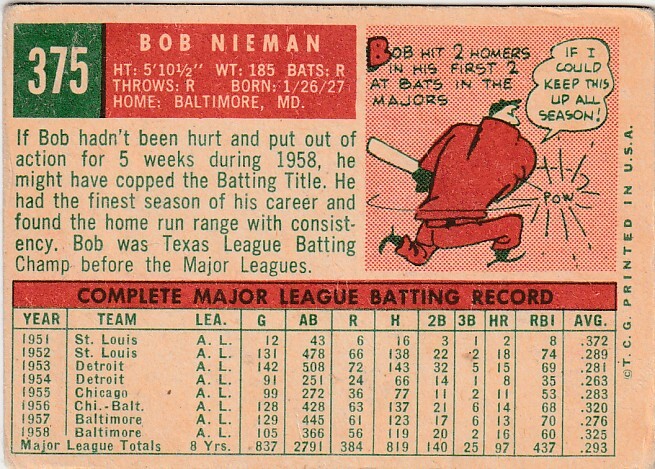 375
BOB NIEMAN
HT: 5'10½" WT: 185 BATS: R
THROWS: R BORN: 1/26/27
HOME: BALTIMORE, MD.
If Bob hadn't been hurt and put out of
action for 5 weeks during 1958, he
might have copped the Batting Title. He
had the finest season of his career and
found the home run range with consist-
ency. Bob was Texas League Batting
Champ before the Major Leagues.
BOB HIT 2 HOMERS
IN HIS FIRST 2
AT BATS IN THE
MAJORS
IF I
COULD
KEEP THIS
UP ALL
SEASON!
POW
COMPLETE MAJOR LEAGUE BATTING RECORD
YEAR TEAM LEA. G AB R H 2B 3B HR RBI AVG.
1951 St. Louis A. L. 12 43 6 16 3 1 2 8 .372
1952 St. Louis A. L. 131 478 66 138 22 2 18 74 .289
1953 Detroit A. L. 142 508 72 143 32 5 15 69 .281
1954 Detroit A. L. 91 251 24 66 14 1 8 35 .263
1955 Chicago A. L. 99 272 36 77 11 2 11 53 .283
1956 Chi.-Balt. A. L. 128 428 63 137 21 6 14 68 .320
1957 Baltimore A. L. 129 445 61 123 17 6 13 70 .276
1958 Baltimore A. L. 105 366 56 119 20 2 16 60 .325
Major League Totals 8 Yrs. 837 2791 384 819 140 25 97 437 .293
©T.C.G. PRINTED IN U.S.A.